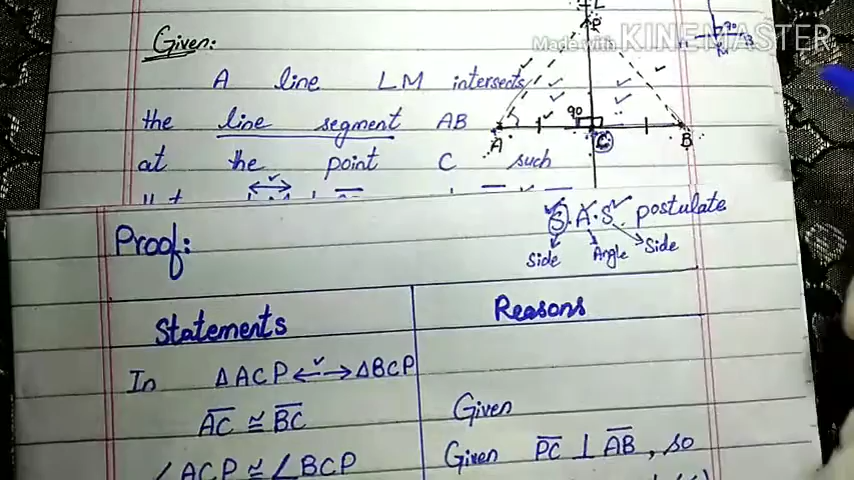 L
P
Made with KINEMASTER
90
M
B
Given:
A line LM intersects
the line segment AB
at the point C such
90
A
C
B
Proof:
S.A.S. postulate
Side Angle Side
Statements Reasons
In ΔACP ↔ ΔBCP
AC ≅ BC Given
∠ACP ≅ ∠BCP Given PC ⊥ AB, so